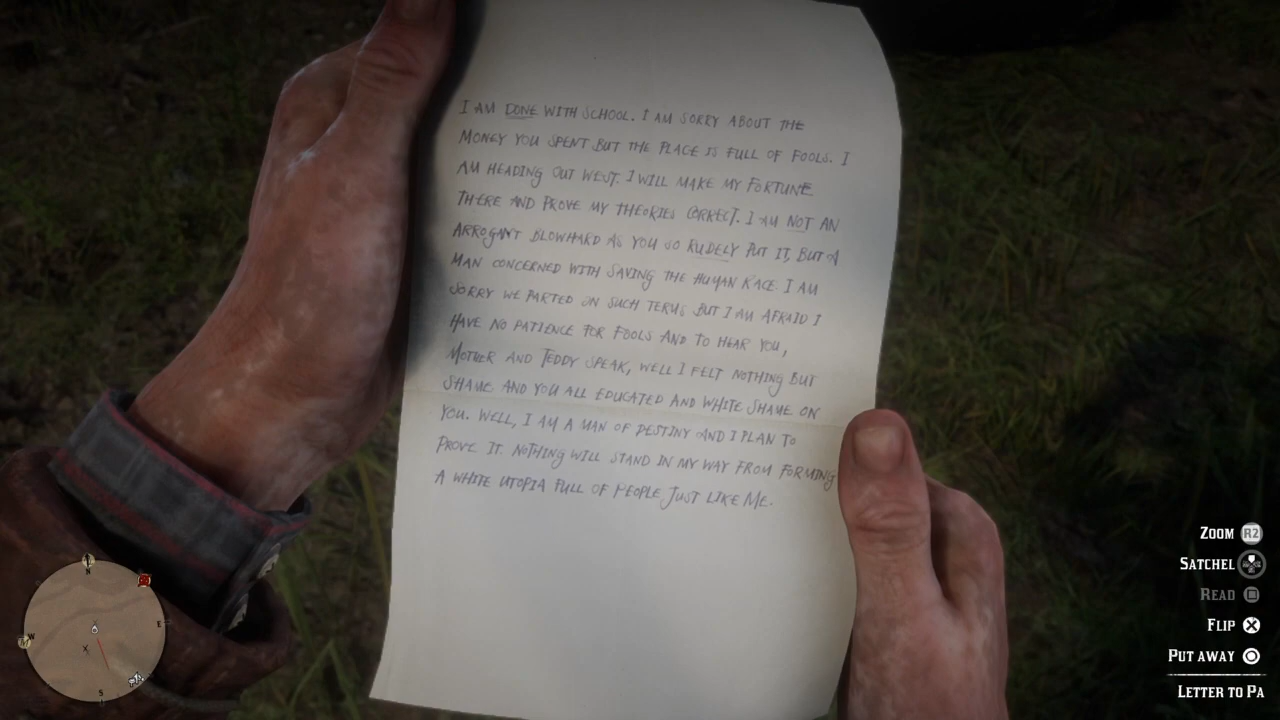 I AM DONE WITH SCHOOL. I AM SORRY ABOUT THE
MONEY YOU SPENT BUT THE PLACE IS FULL OF FOOLS. I
AM HEADING OUT WEST. I WILL MAKE MY FORTUNE
THERE AND PROVE MY THEORIES CORRECT. I AM NOT AN
ARROGANT BLOWHARD AS YOU SO RUDELY PUT IT, BUT A
MAN CONCERNED WITH SAVING THE HUMAN RACE. I AM
SORRY WE PARTED ON SUCH TERMS BUT I AM AFRAID I
HAVE NO PATIENCE FOR FOOLS AND TO HEAR YOU,
MOTHER AND TEDDY SPEAK, WELL I FELT NOTHING BUT
SHAME. AND YOU ALL EDUCATED AND WHITE SHAME ON
YOU. WELL, I AM A MAN OF DESTINY AND I PLAN TO
PROVE IT. NOTHING WILL STAND IN MY WAY FROM FORMING
A WHITE UTOPIA FULL OF PEOPLE JUST LIKE ME.
ZOOM R2
SATCHEL
READ
FLIP
PUT AWAY
LETTER TO PA
N
W
E
S